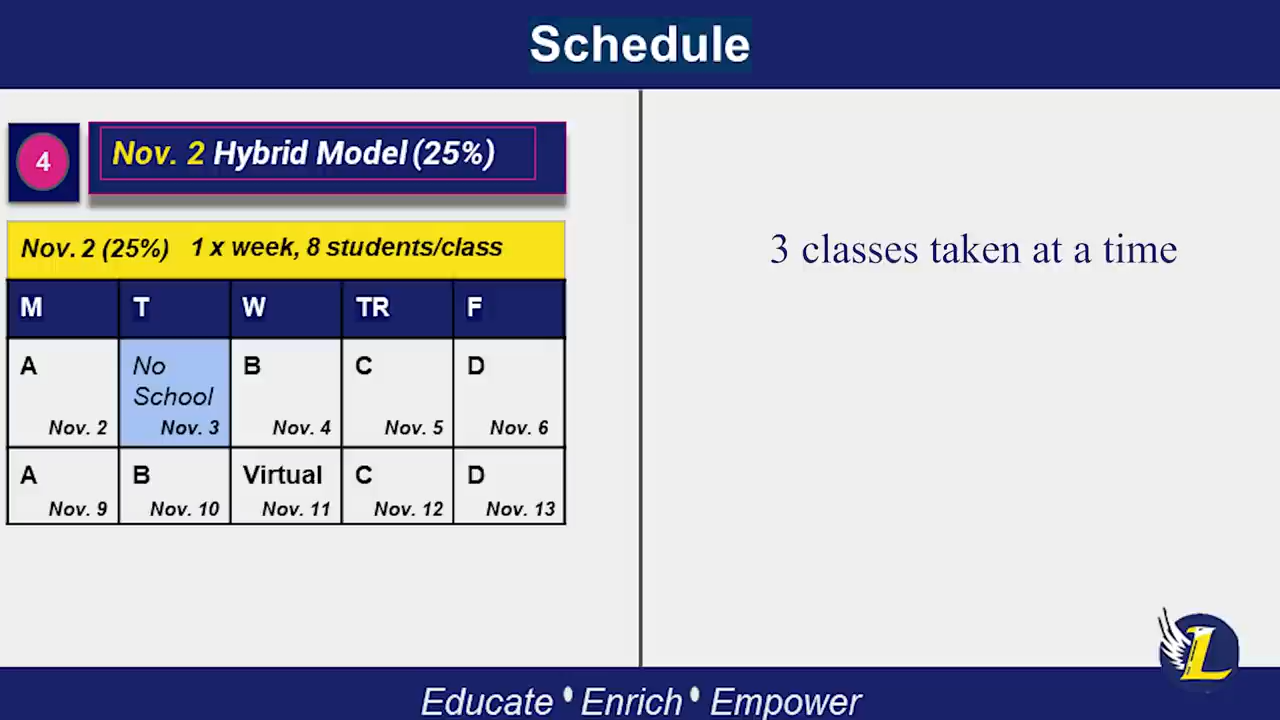 Schedule
4
Nov. 2 Hybrid Model (25%)
Nov. 2 (25%) 1 x week, 8 students/class
M T W TR F
A No School B C D
Nov. 2 Nov. 3 Nov. 4 Nov. 5 Nov. 6
A B Virtual C D
Nov. 9 Nov. 10 Nov. 11 Nov. 12 Nov. 13
3 classes taken at a time
L
Educate • Enrich • Empower